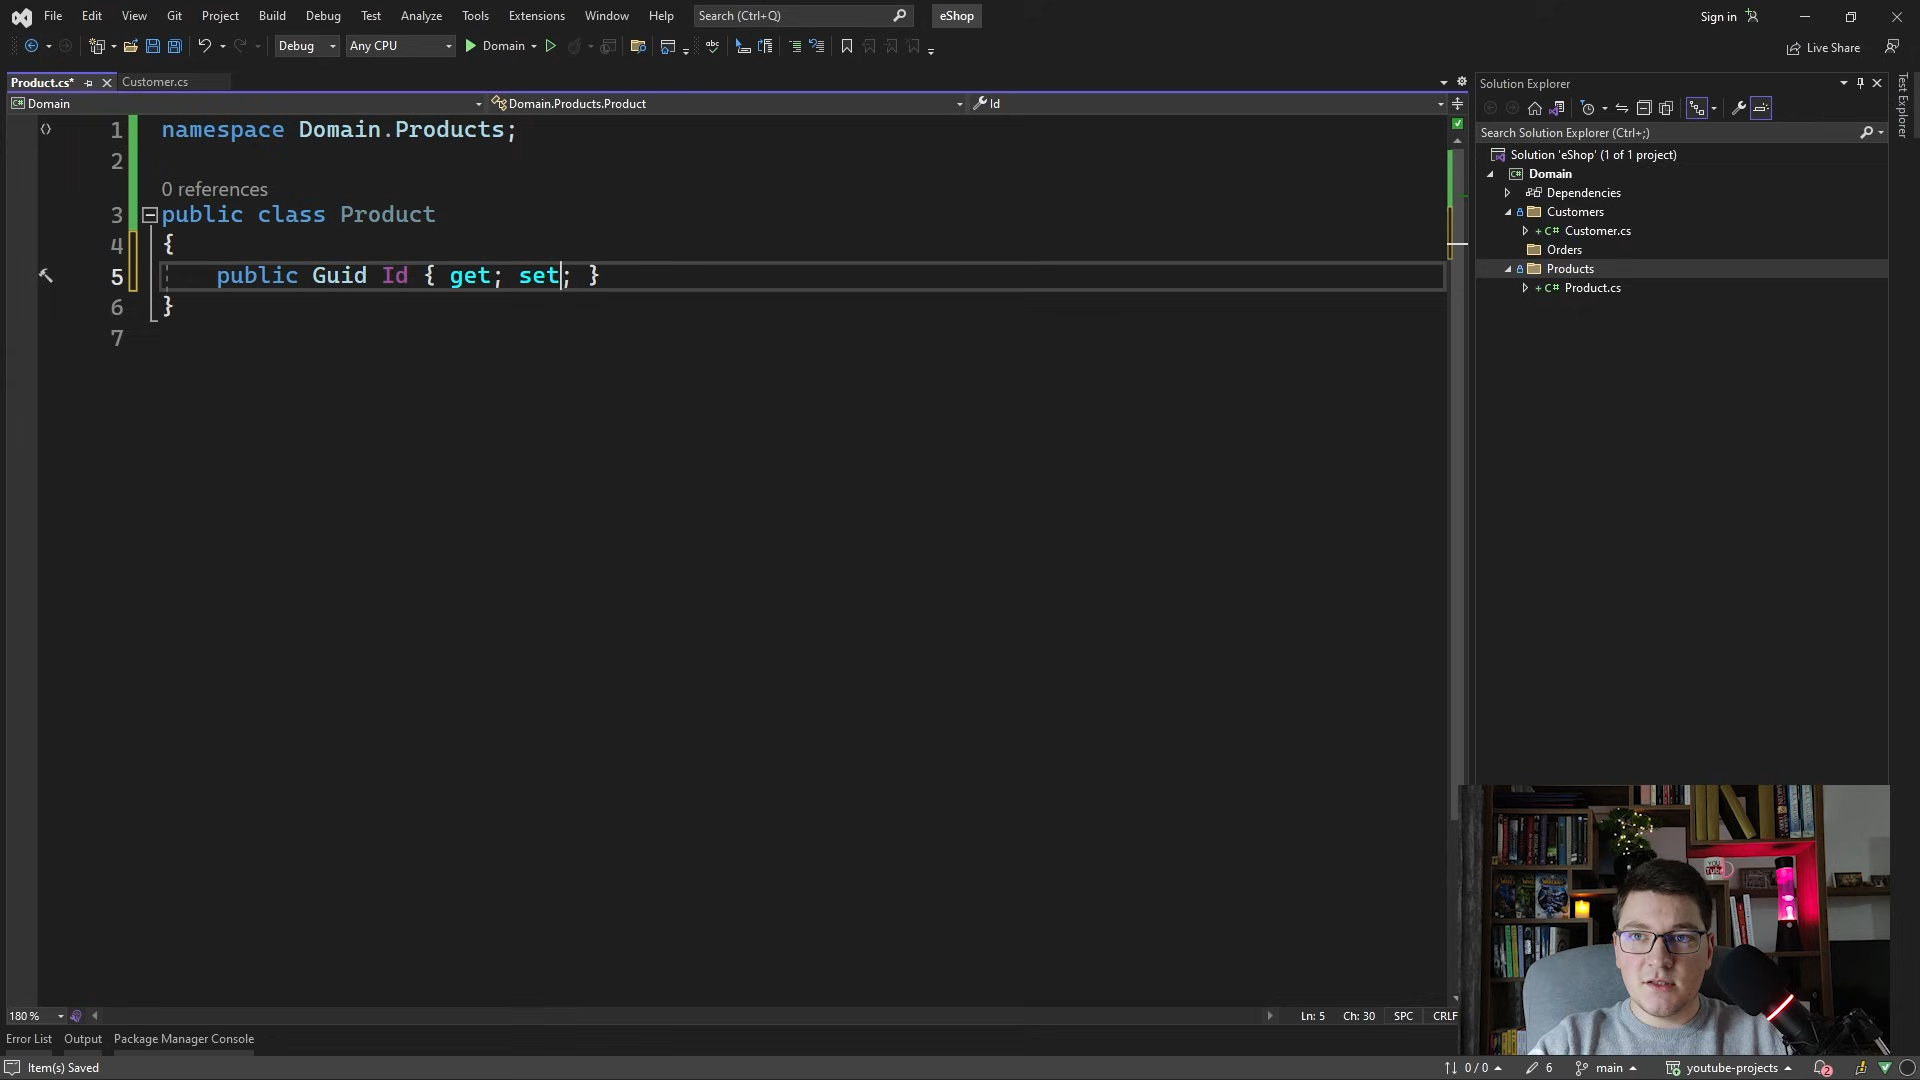 File Edit View Git Project Build Debug Test Analyze Tools Extensions Window Help Search (Ctrl+Q) eShop Sign in
Debug Any CPU Domain Live Share
Product.cs* Customer.cs
Domain Domain.Products.Product Id
1 namespace Domain.Products;
2
0 references
3 public class Product
4 {
5 public Guid Id { get; set; }
6 }
7
180 % Ln: 5 Ch: 30 SPC CRLF
Error List Output Package Manager Console
Item(s) Saved 0 / 0 6 main youtube-projects 2
Solution Explorer
Search Solution Explorer (Ctrl+;)
Solution 'eShop' (1 of 1 project)
C# Domain
Dependencies
Customers
+ C# Customer.cs
Orders
Products
+ C# Product.cs
Test Explorer
YOU
Tube